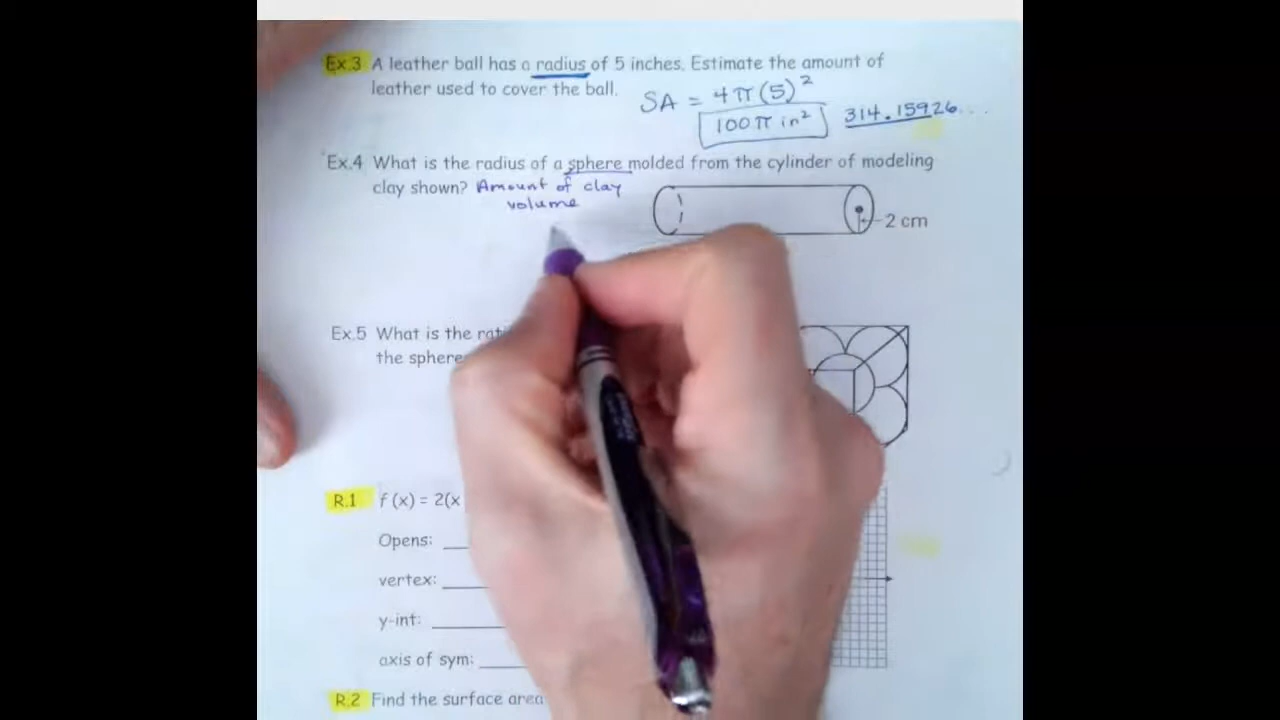 Ex.3 A leather ball has a radius of 5 inches. Estimate the amount of
leather used to cover the ball.
SA = 4π(5)²
100π in²
314.15926...
Ex.4 What is the radius of a sphere molded from the cylinder of modeling
clay shown? Amount of clay
volume
2 cm
Ex.5 What is the
the sphere
R.1 f (x) = 2(x
Opens:
vertex:
y-int:
axis of sym:
R.2 Find the surface area